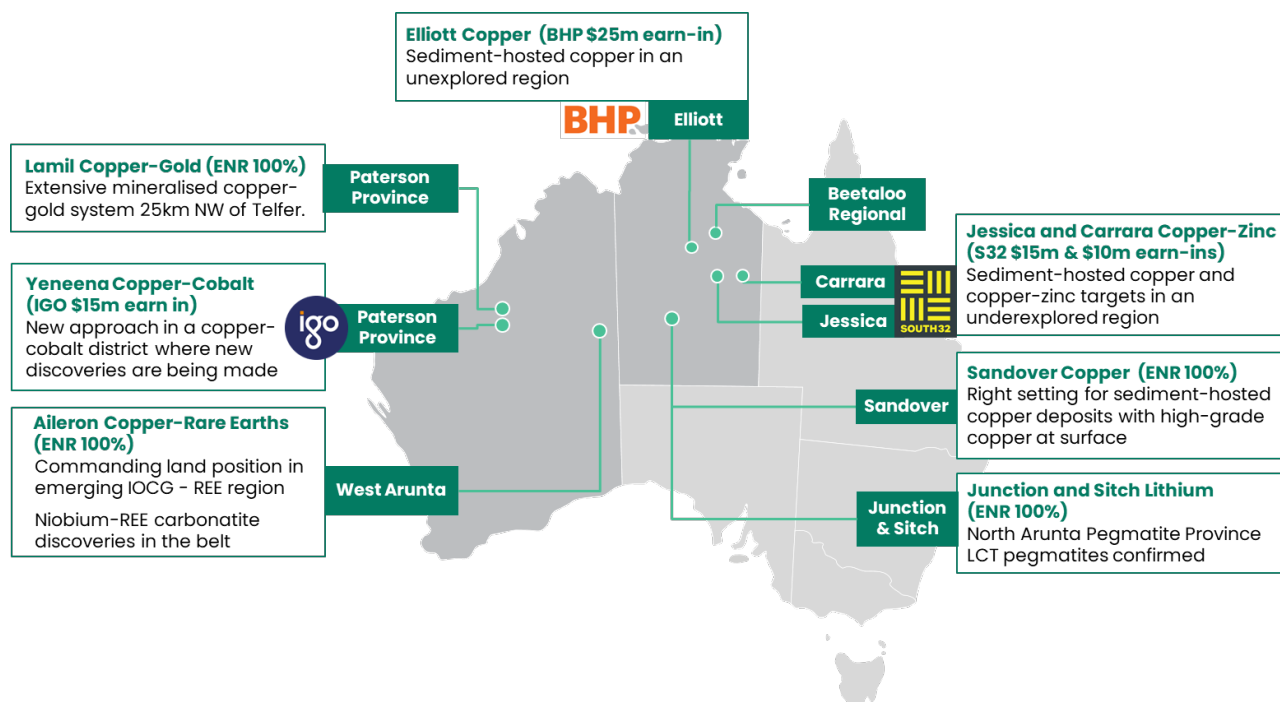 Elliott Copper (BHP $25m earn-in)
Sediment-hosted copper in an
unexplored region
BHP
Elliott
Lamil Copper-Gold (ENR 100%)
Extensive mineralised copper-
gold system 25km NW of Telfer.
Paterson
Province
Yeneena Copper-Cobalt
(IGO $15m earn in)
New approach in a copper-
cobalt district where new
discoveries are being made
igo
Paterson
Province
Aileron Copper-Rare Earths
(ENR 100%)
Commanding land position in
emerging IOCG - REE region
Niobium-REE carbonatite
discoveries in the belt
West Arunta
Beetaloo
Regional
Carrara
Jessica
SOUTH32
Jessica and Carrara Copper-Zinc
(S32 $15m & $10m earn-ins)
Sediment-hosted copper and
copper-zinc targets in an
underexplored region
Sandover
Sandover Copper (ENR 100%)
Right setting for sediment-hosted
copper deposits with high-grade
copper at surface
Junction
& Sitch
Junction and Sitch Lithium
(ENR 100%)
North Arunta Pegmatite Province
LCT pegmatites confirmed